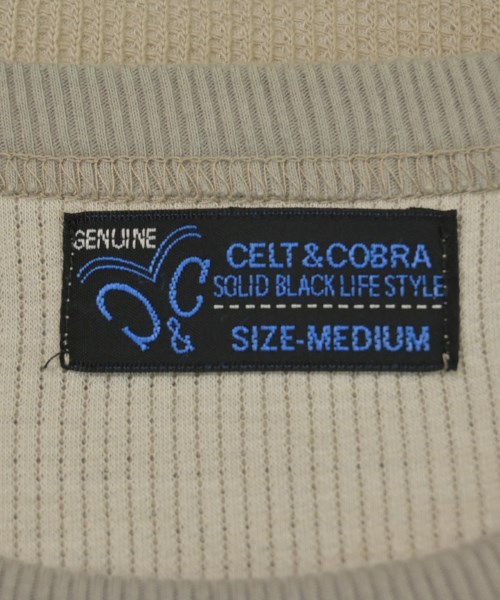 GENUINE
C & C
CELT & COBRA
SOLID BLACK LIFE STYLE
SIZE-MEDIUM